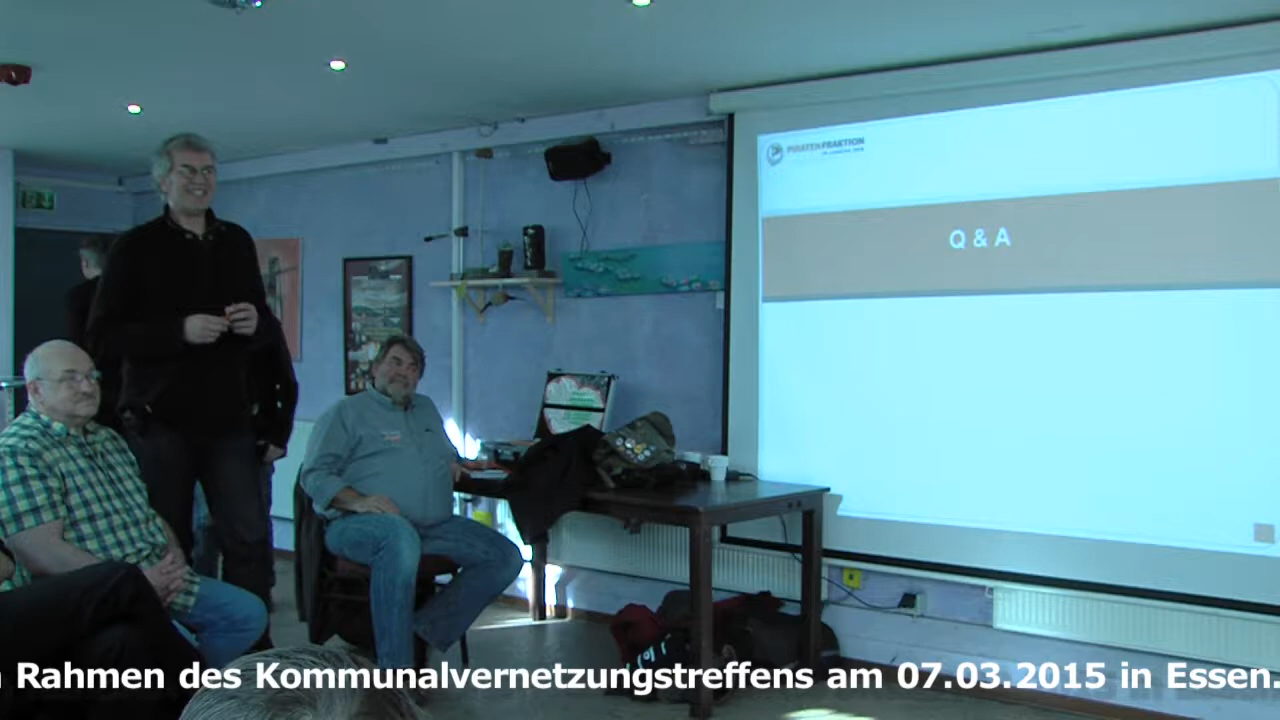 PIRATENFRAKTION
Q & A
Rahmen des Kommunalvernetzungstreffens am 07.03.2015 in Essen.